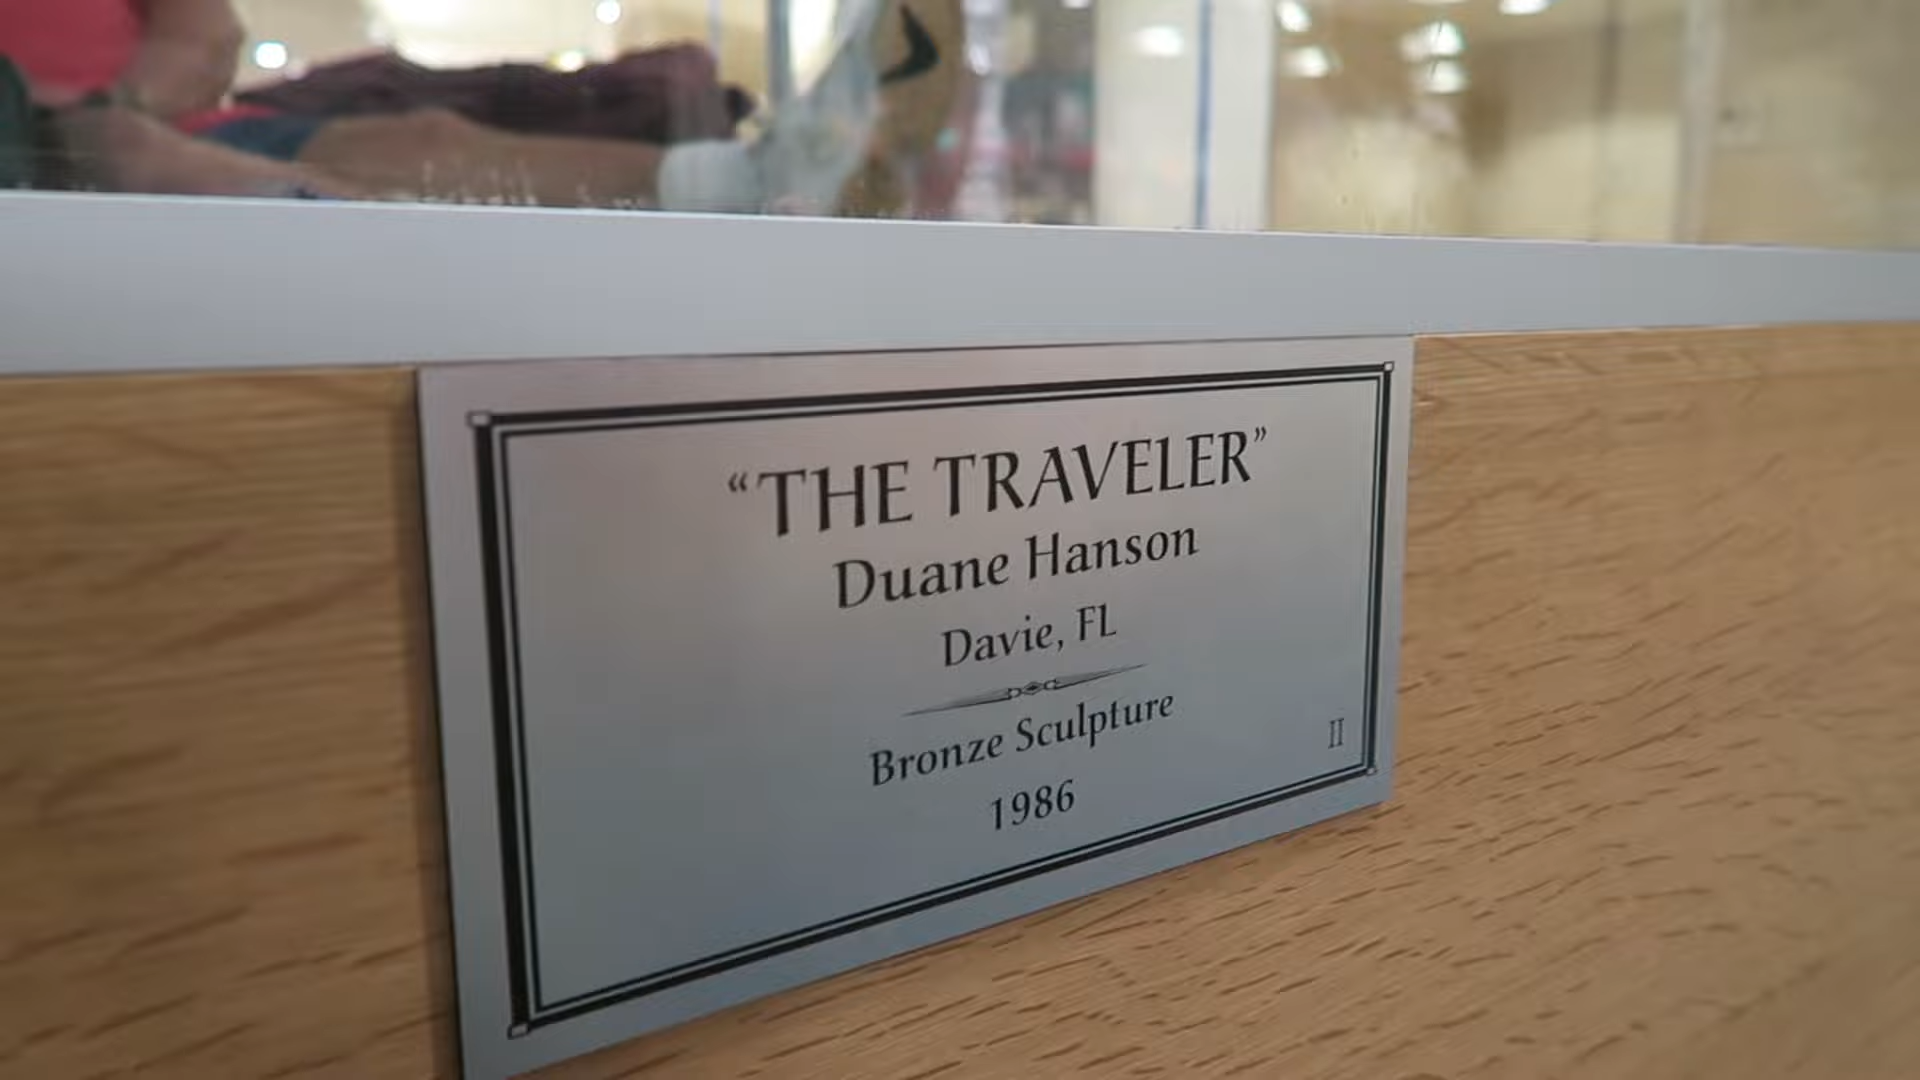 “THE TRAVELER”
Duane Hanson
Davie, FL
Bronze Sculpture
II
1986